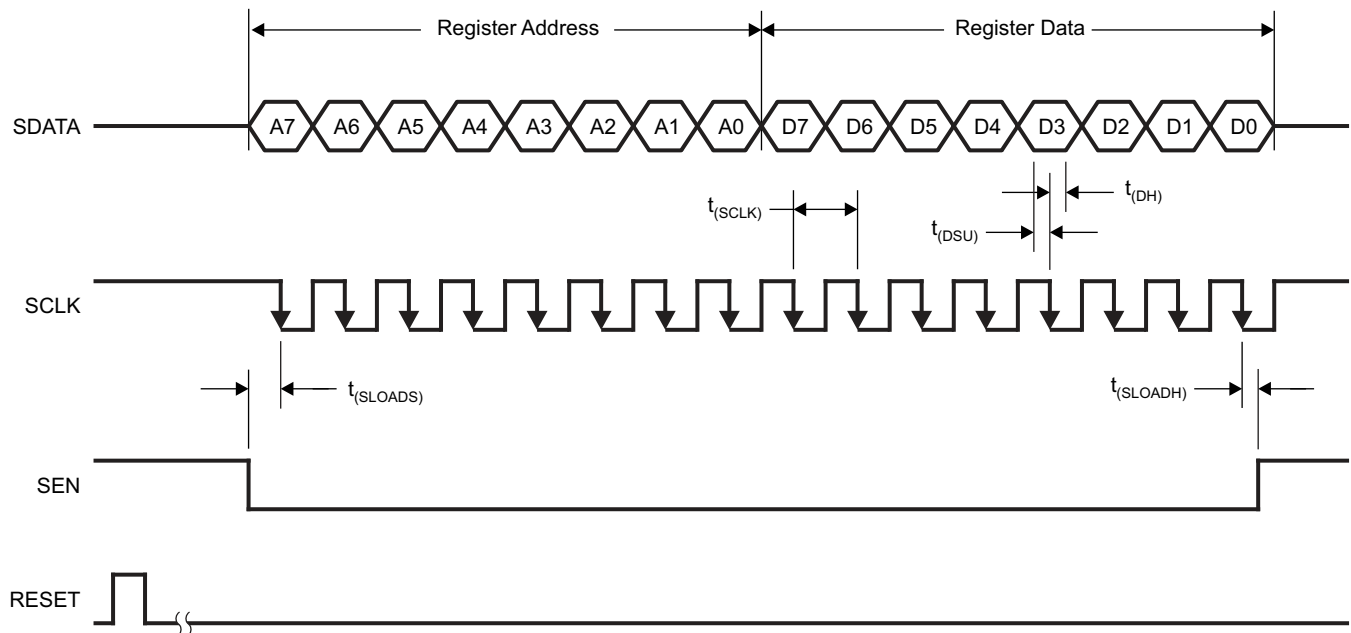 Register Address Register Data
SDATA A7 A6 A5 A4 A3 A2 A1 A0 D7 D6 D5 D4 D3 D2 D1 D0
t(SCLK) t(DH)
t(DSU)
SCLK
t(SLOADS) t(SLOADH)
SEN
RESET